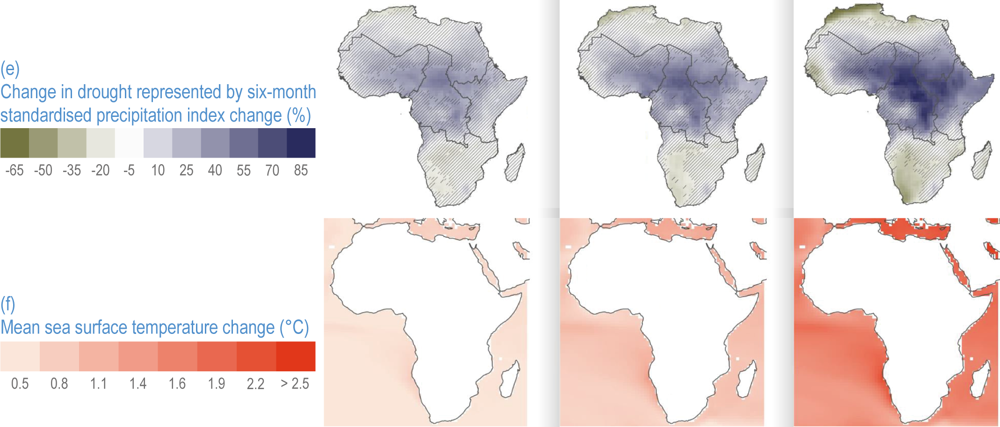 (e)
Change in drought represented by six-month
standardised precipitation index change (%)
-65 -50 -35 -20 -5 10 25 40 55 70 85
(f)
Mean sea surface temperature change (°C)
0.5 0.8 1.1 1.4 1.6 1.9 2.2 > 2.5